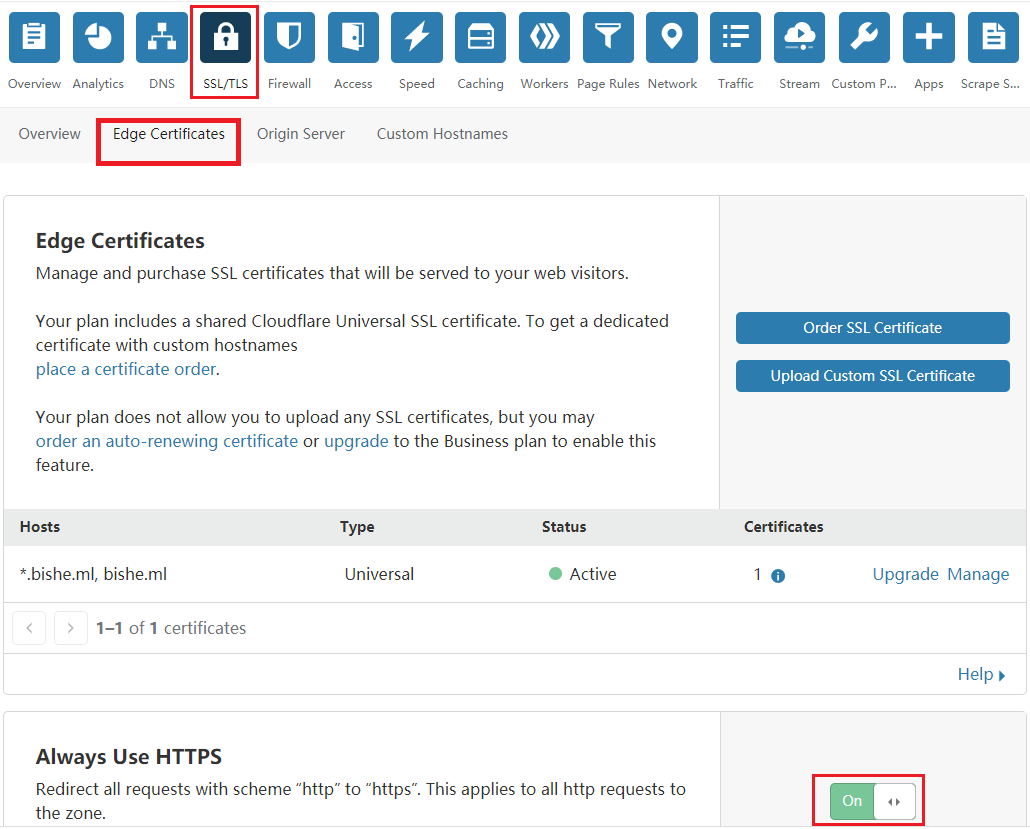 Overview Analytics DNS SSL/TLS Firewall Access Speed Caching Workers Page Rules Network Traffic Stream Custom P... Apps Scrape S...
Overview Edge Certificates Origin Server Custom Hostnames
Edge Certificates
Manage and purchase SSL certificates that will be served to your web visitors.
Your plan includes a shared Cloudflare Universal SSL certificate. To get a dedicated
certificate with custom hostnames
place a certificate order.
Order SSL Certificate
Upload Custom SSL Certificate
Your plan does not allow you to upload any SSL certificates, but you may
order an auto-renewing certificate or upgrade to the Business plan to enable this
feature.
Hosts Type Status Certificates
*.bishe.ml, bishe.ml Universal Active 1 Upgrade Manage
1–1 of 1 certificates
Help
Always Use HTTPS
Redirect all requests with scheme “http” to “https”. This applies to all http requests to
the zone.
On